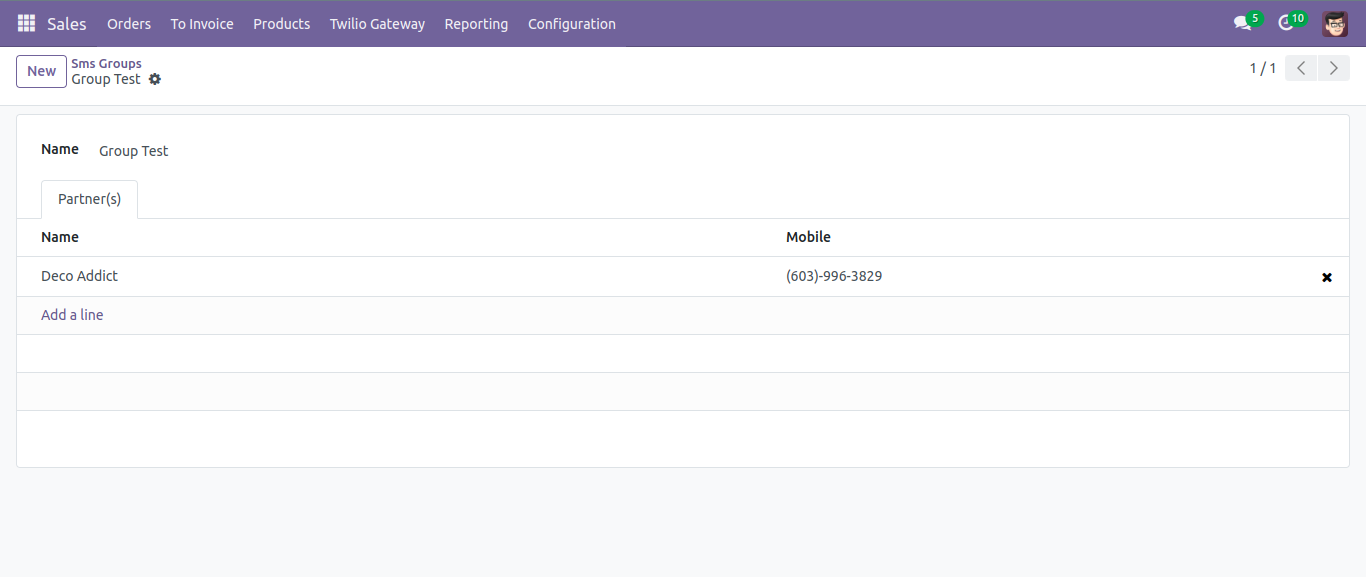 Sales Orders To Invoice Products Twilio Gateway Reporting Configuration 5 10
New Sms Groups
Group Test 1 / 1
Name Group Test
Partner(s)
Name Mobile
Deco Addict (603)-996-3829
Add a line